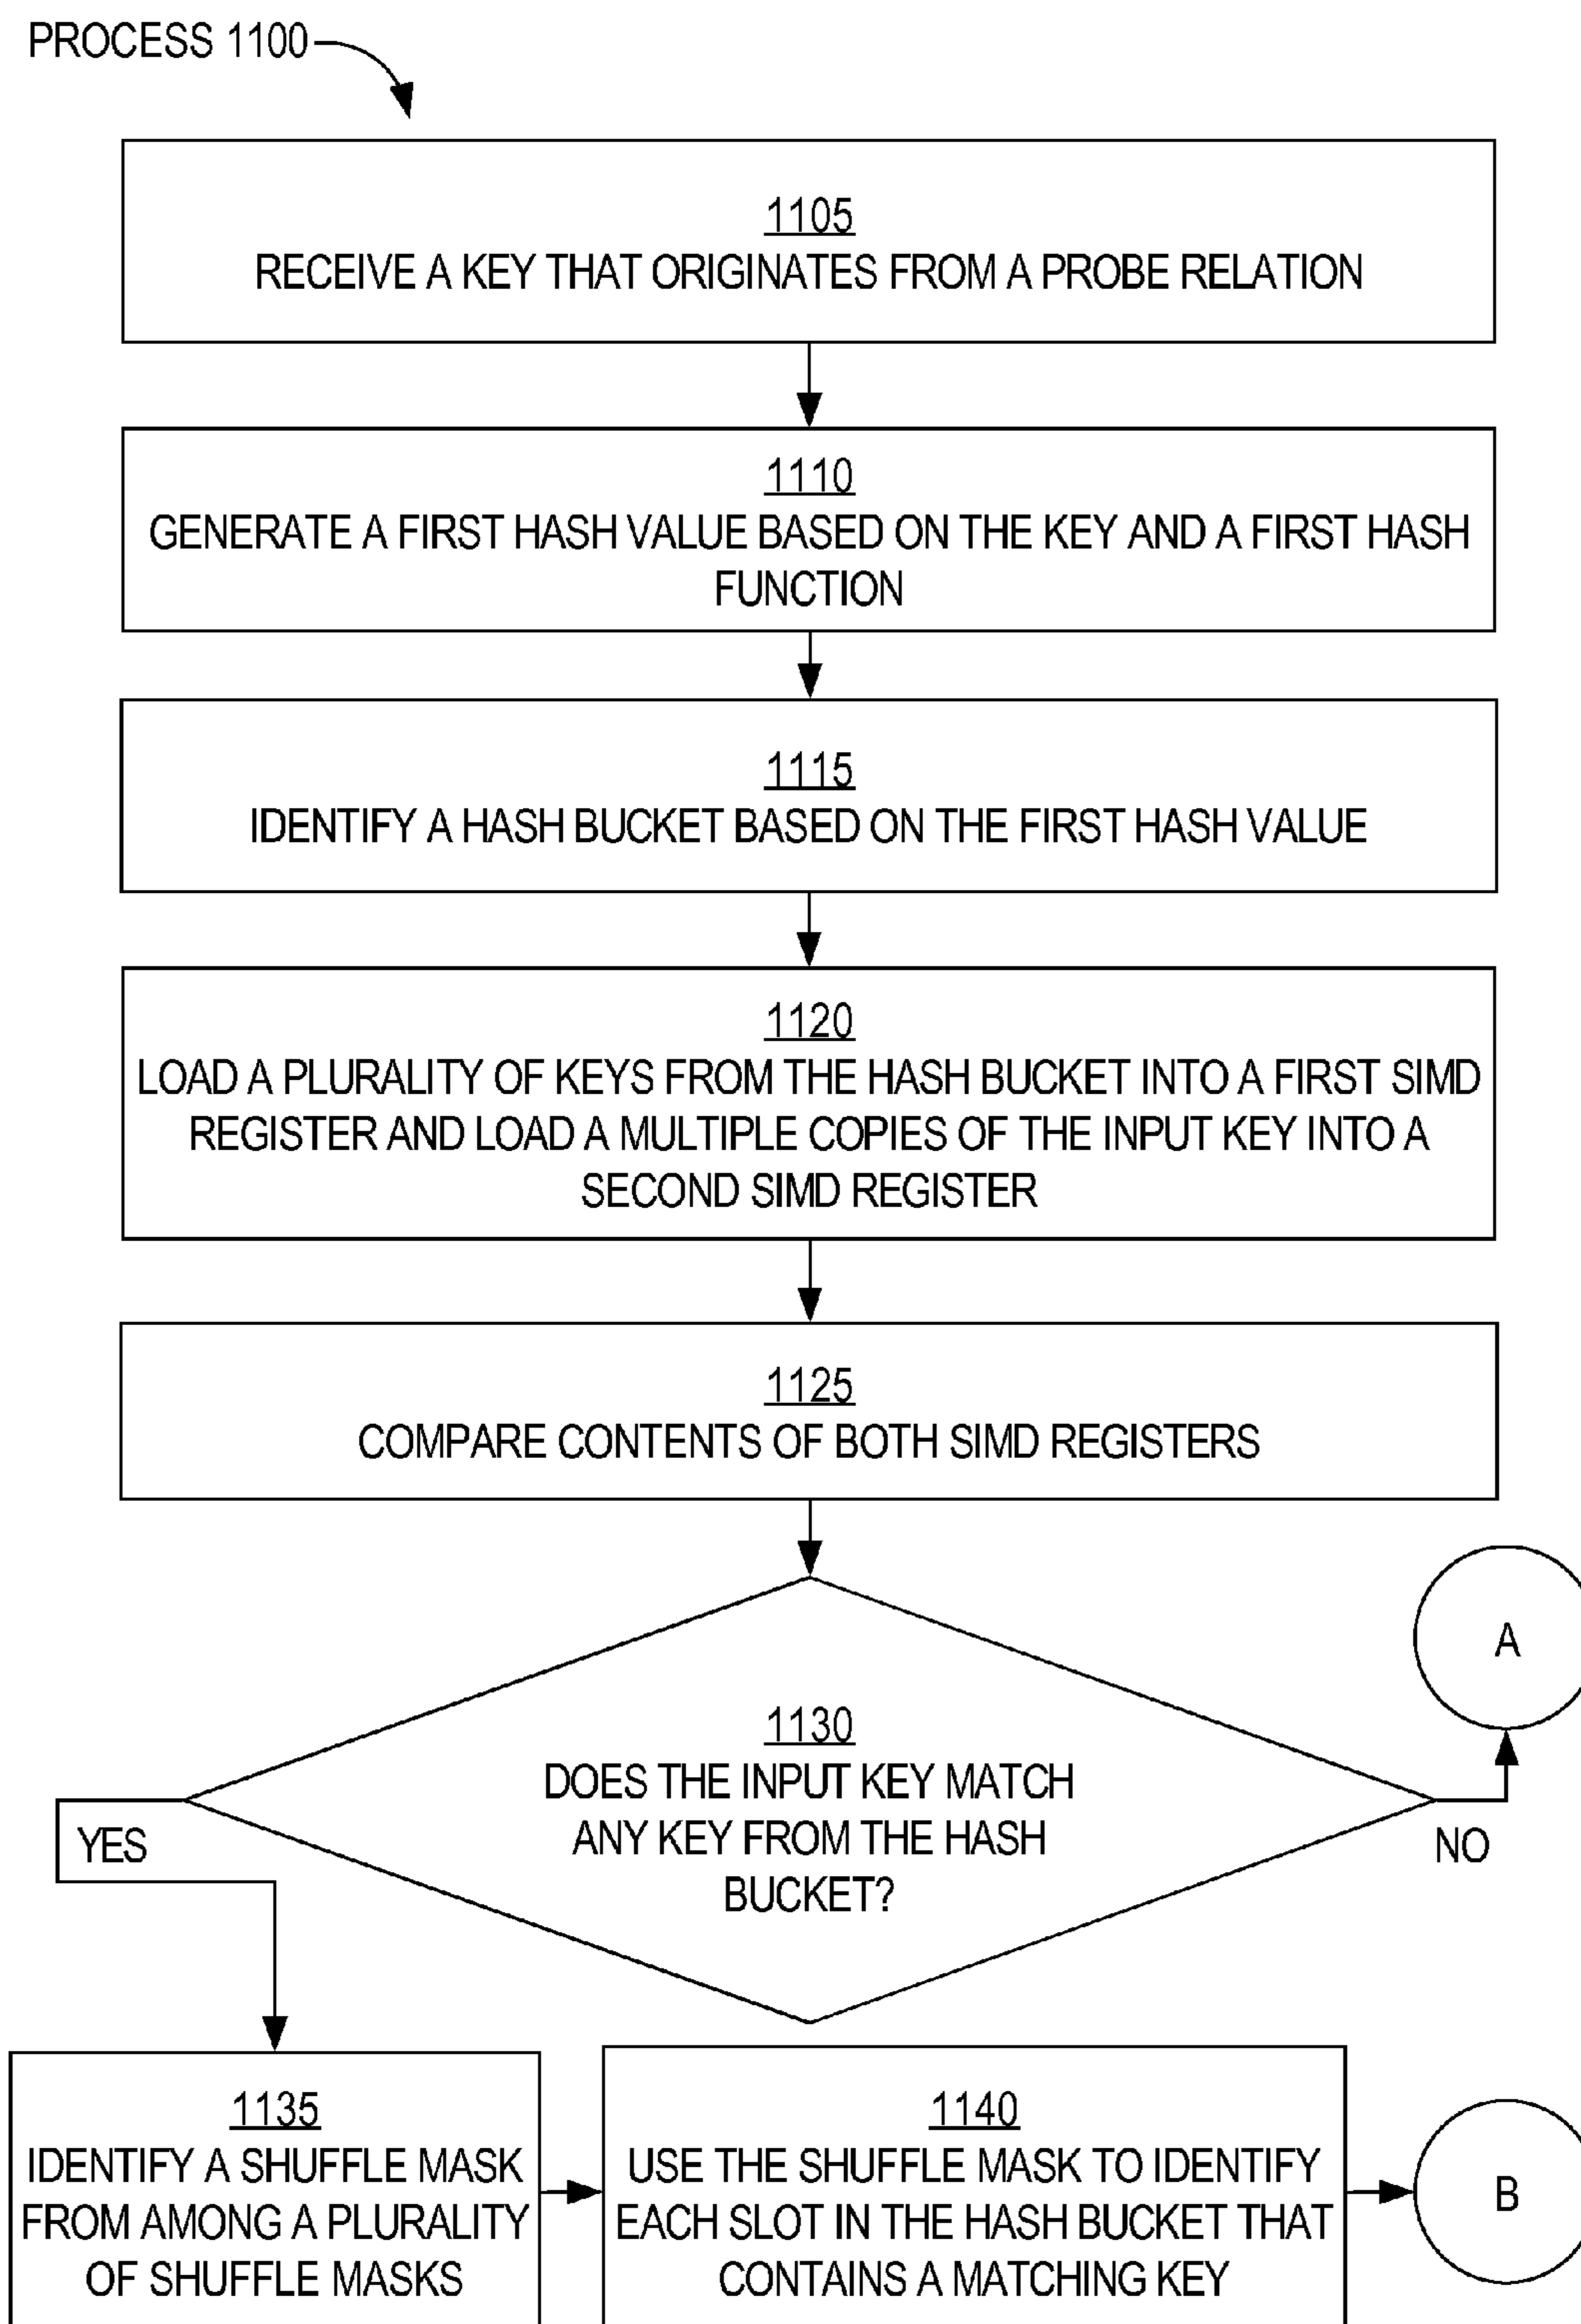 PROCESS 1100
1105
RECEIVE A KEY THAT ORIGINATES FROM A PROBE RELATION
1110
GENERATE A FIRST HASH VALUE BASED ON THE KEY AND A FIRST HASH
FUNCTION
1115
IDENTIFY A HASH BUCKET BASED ON THE FIRST HASH VALUE
1120
LOAD A PLURALITY OF KEYS FROM THE HASH BUCKET INTO A FIRST SIMD
REGISTER AND LOAD A MULTIPLE COPIES OF THE INPUT KEY INTO A
SECOND SIMD REGISTER
1125
COMPARE CONTENTS OF BOTH SIMD REGISTERS
A
1130
DOES THE INPUT KEY MATCH
ANY KEY FROM THE HASH
BUCKET?
YES
NO
1135
IDENTIFY A SHUFFLE MASK
FROM AMONG A PLURALITY
OF SHUFFLE MASKS
1140
USE THE SHUFFLE MASK TO IDENTIFY
EACH SLOT IN THE HASH BUCKET THAT
CONTAINS A MATCHING KEY
B